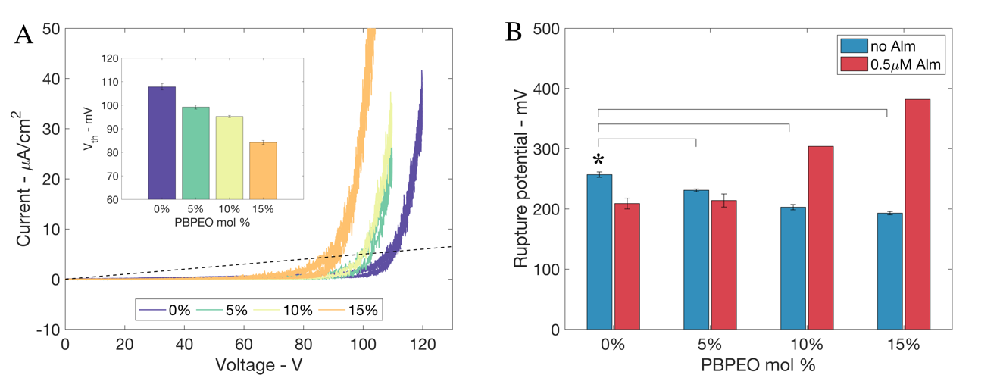 A
50
40
30
20
10
0
-10
Current - μA/cm2
0 20 40 60 80 100 120
Voltage - V
0% 5% 10% 15%
120
110
100
90
80
70
60
Vth - mV
0% 5% 10% 15%
PBPEO mol %
B
500
400
300
200
100
0
Rupture potential - mV
no Alm
0.5μM Alm
*
0% 5% 10% 15%
PBPEO mol %